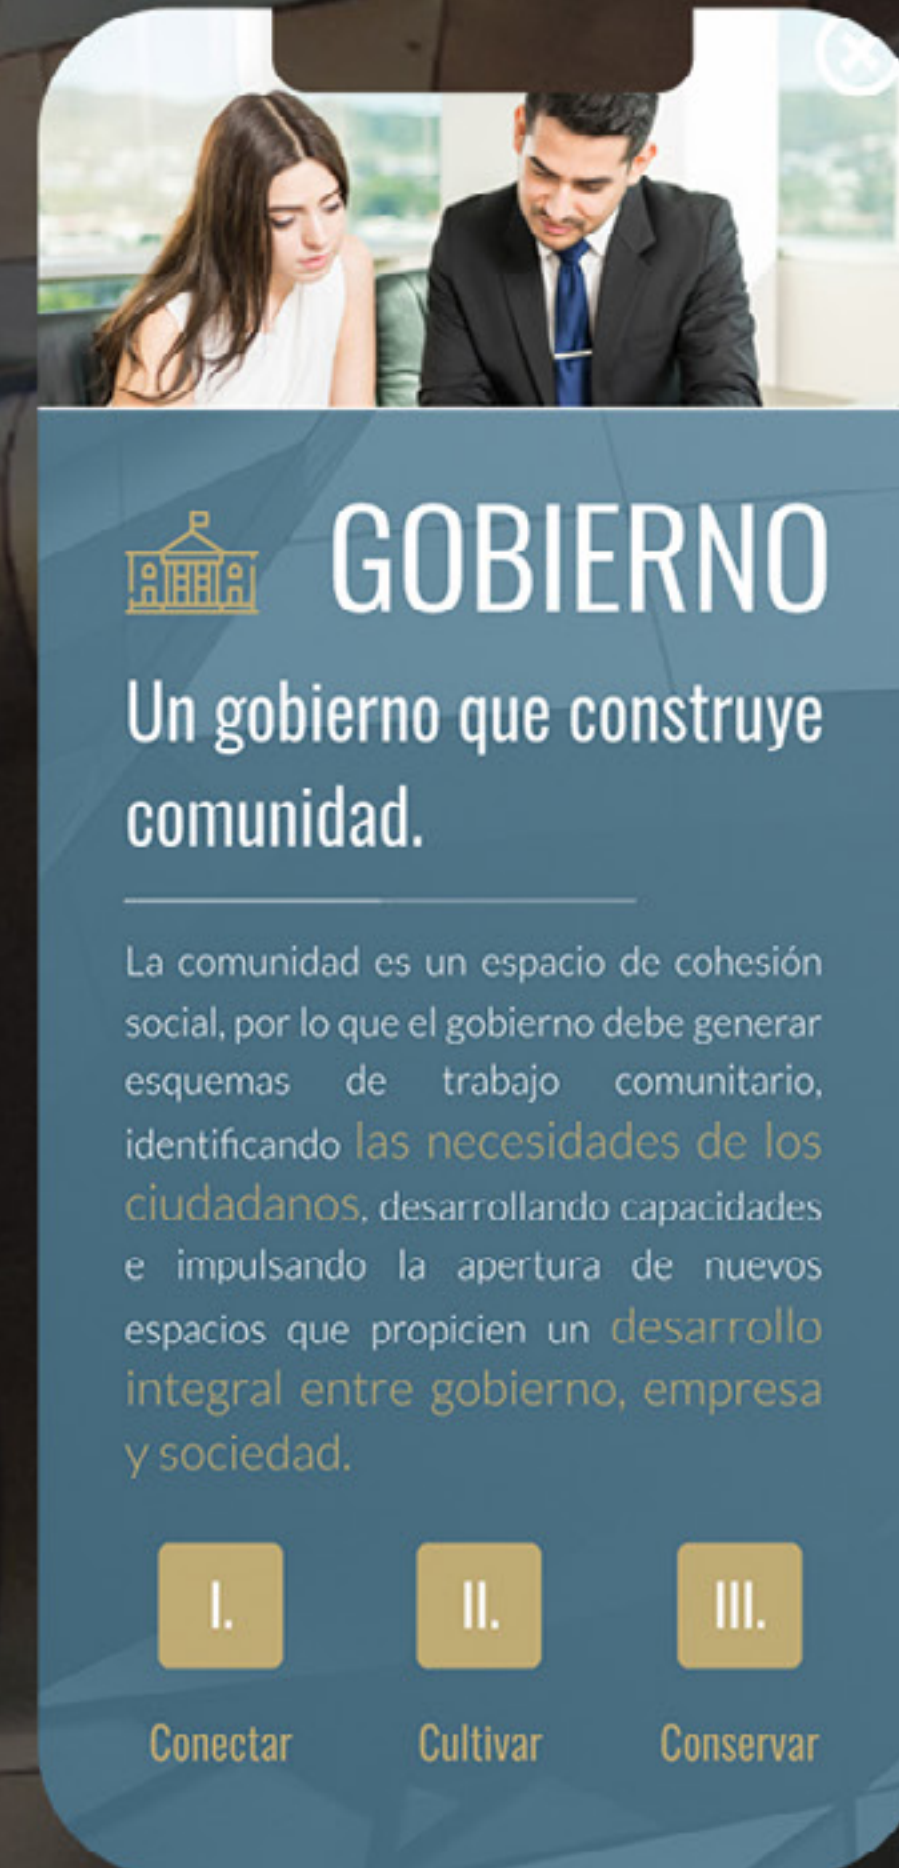 GOBIERNO
Un gobierno que construye
comunidad.
La comunidad es un espacio de cohesión
social, por lo que el gobierno debe generar
esquemas de trabajo comunitario,
identificando las necesidades de los
ciudadanos, desarrollando capacidades
e impulsando la apertura de nuevos
espacios que propicien un desarrollo
integral entre gobierno, empresa
y sociedad.
I. II. III.
Conectar Cultivar Conservar